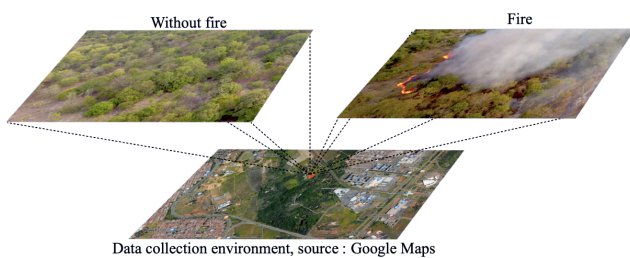 Without fire
Fire
Data collection environment, source : Google Maps